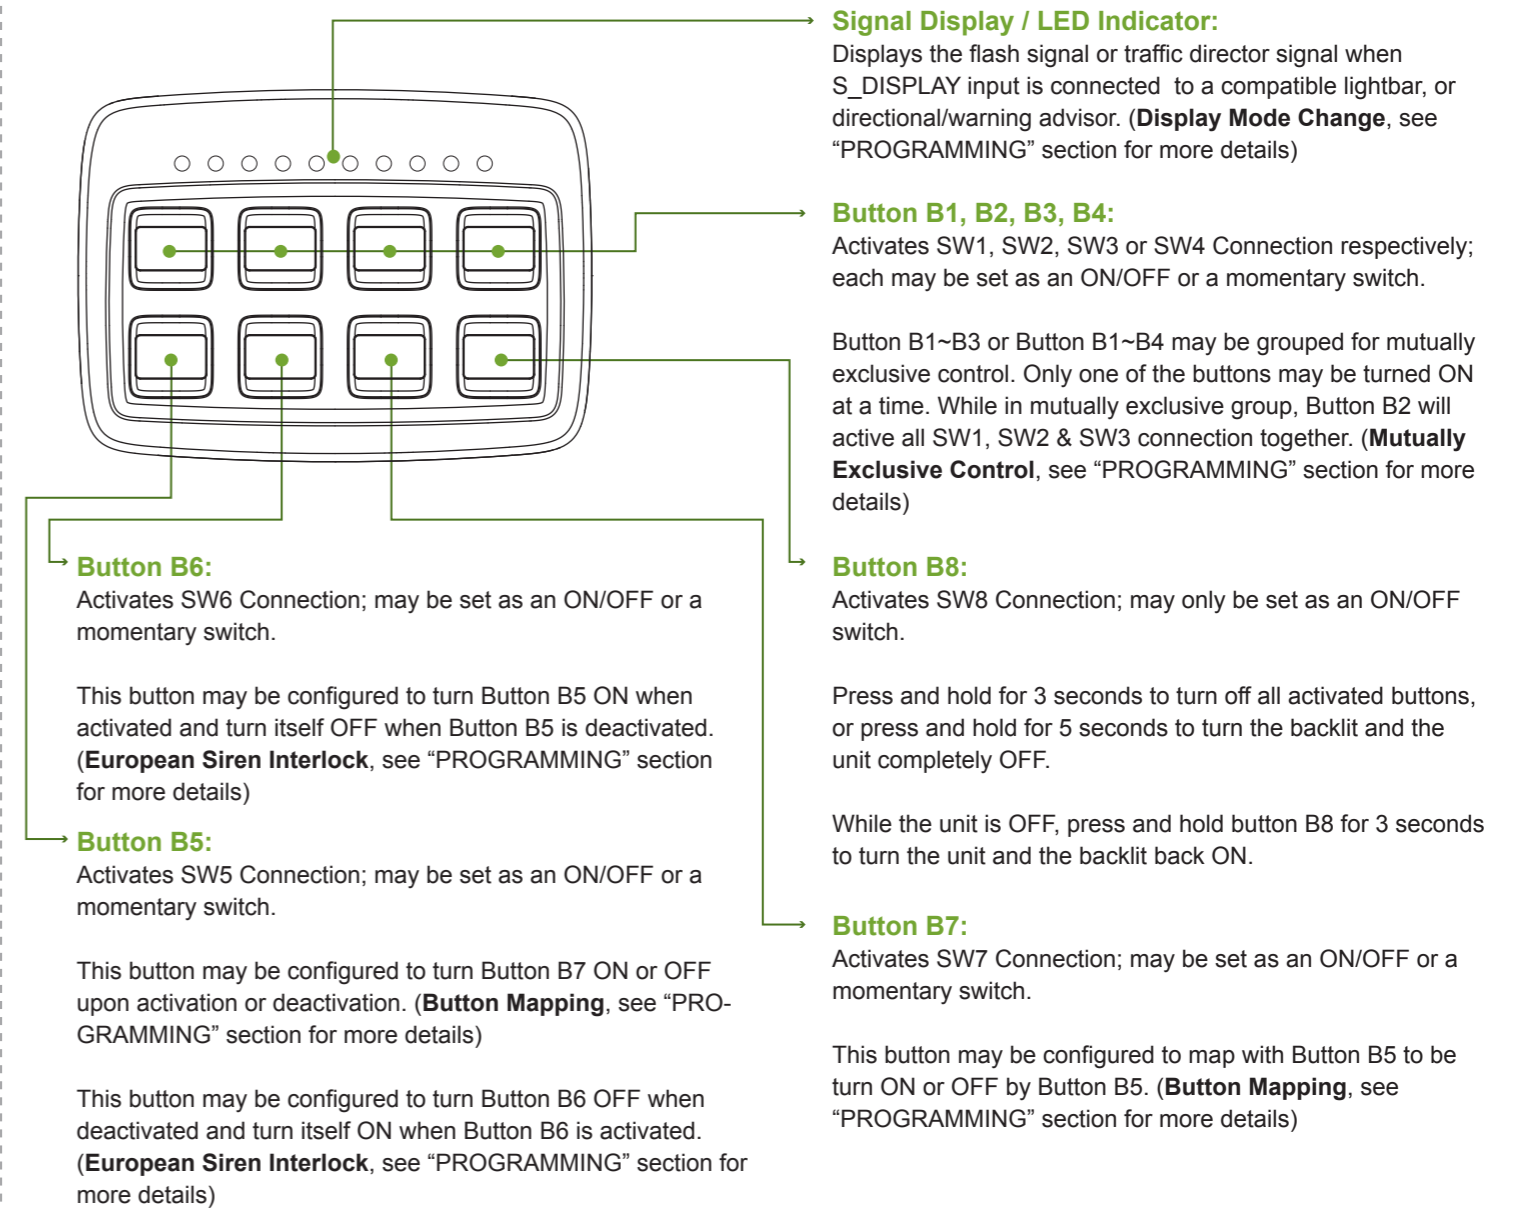 Signal Display / LED Indicator:
Displays the flash signal or traffic director signal when
S_DISPLAY input is connected  to a compatible lightbar, or
directional/warning advisor. (Display Mode Change, see
“PROGRAMMING” section for more details)
Button B1, B2, B3, B4:
Activates SW1, SW2, SW3 or SW4 Connection respectively;
each may be set as an ON/OFF or a momentary switch.
Button B1~B3 or Button B1~B4 may be grouped for mutually
exclusive control. Only one of the buttons may be turned ON
at a time. While in mutually exclusive group, Button B2 will
active all SW1, SW2 & SW3 connection together. (Mutually
Exclusive Control, see “PROGRAMMING” section for more
details)
Button B6:
Activates SW6 Connection; may be set as an ON/OFF or a
momentary switch.
This button may be configured to turn Button B5 ON when
activated and turn itself OFF when Button B5 is deactivated.
(European Siren Interlock, see “PROGRAMMING” section
for more details)
Button B5:
Activates SW5 Connection; may be set as an ON/OFF or a
momentary switch.
This button may be configured to turn Button B7 ON or OFF
upon activation or deactivation. (Button Mapping, see “PRO-
GRAMMING” section for more details)
This button may be configured to turn Button B6 OFF when
deactivated and turn itself ON when Button B6 is activated.
(European Siren Interlock, see “PROGRAMMING” section for
more details)
Button B8:
Activates SW8 Connection; may only be set as an ON/OFF
switch.
Press and hold for 3 seconds to turn off all activated buttons,
or press and hold for 5 seconds to turn the backlit and the
unit completely OFF.
While the unit is OFF, press and hold button B8 for 3 seconds
to turn the unit and the backlit back ON.
Button B7:
Activates SW7 Connection; may be set as an ON/OFF or a
momentary switch.
This button may be configured to map with Button B5 to be
turn ON or OFF by Button B5. (Button Mapping, see
“PROGRAMMING” section for more details)